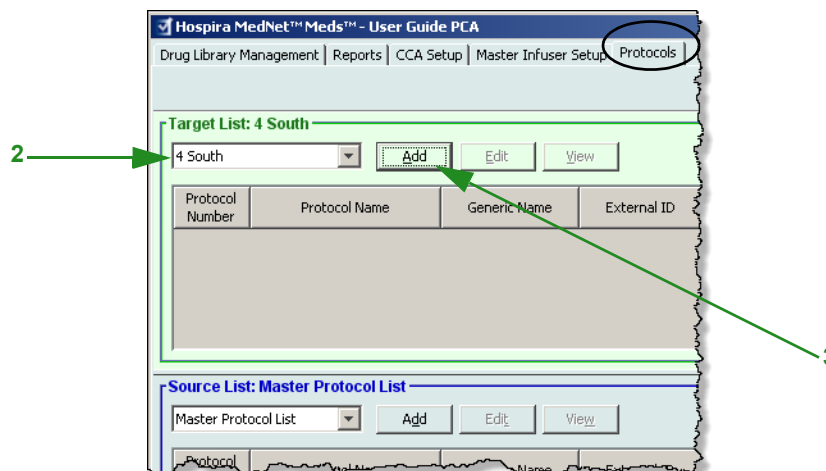 Hospira MedNet™ Meds™ - User Guide PCA
Drug Library Management Reports CCA Setup Master Infuser Setup Protocols
Target List: 4 South
2
4 South Add Edit View
Protocol Number Protocol Name Generic Name External ID
3
Source List: Master Protocol List
Master Protocol List Add Edit View
Protocol Name